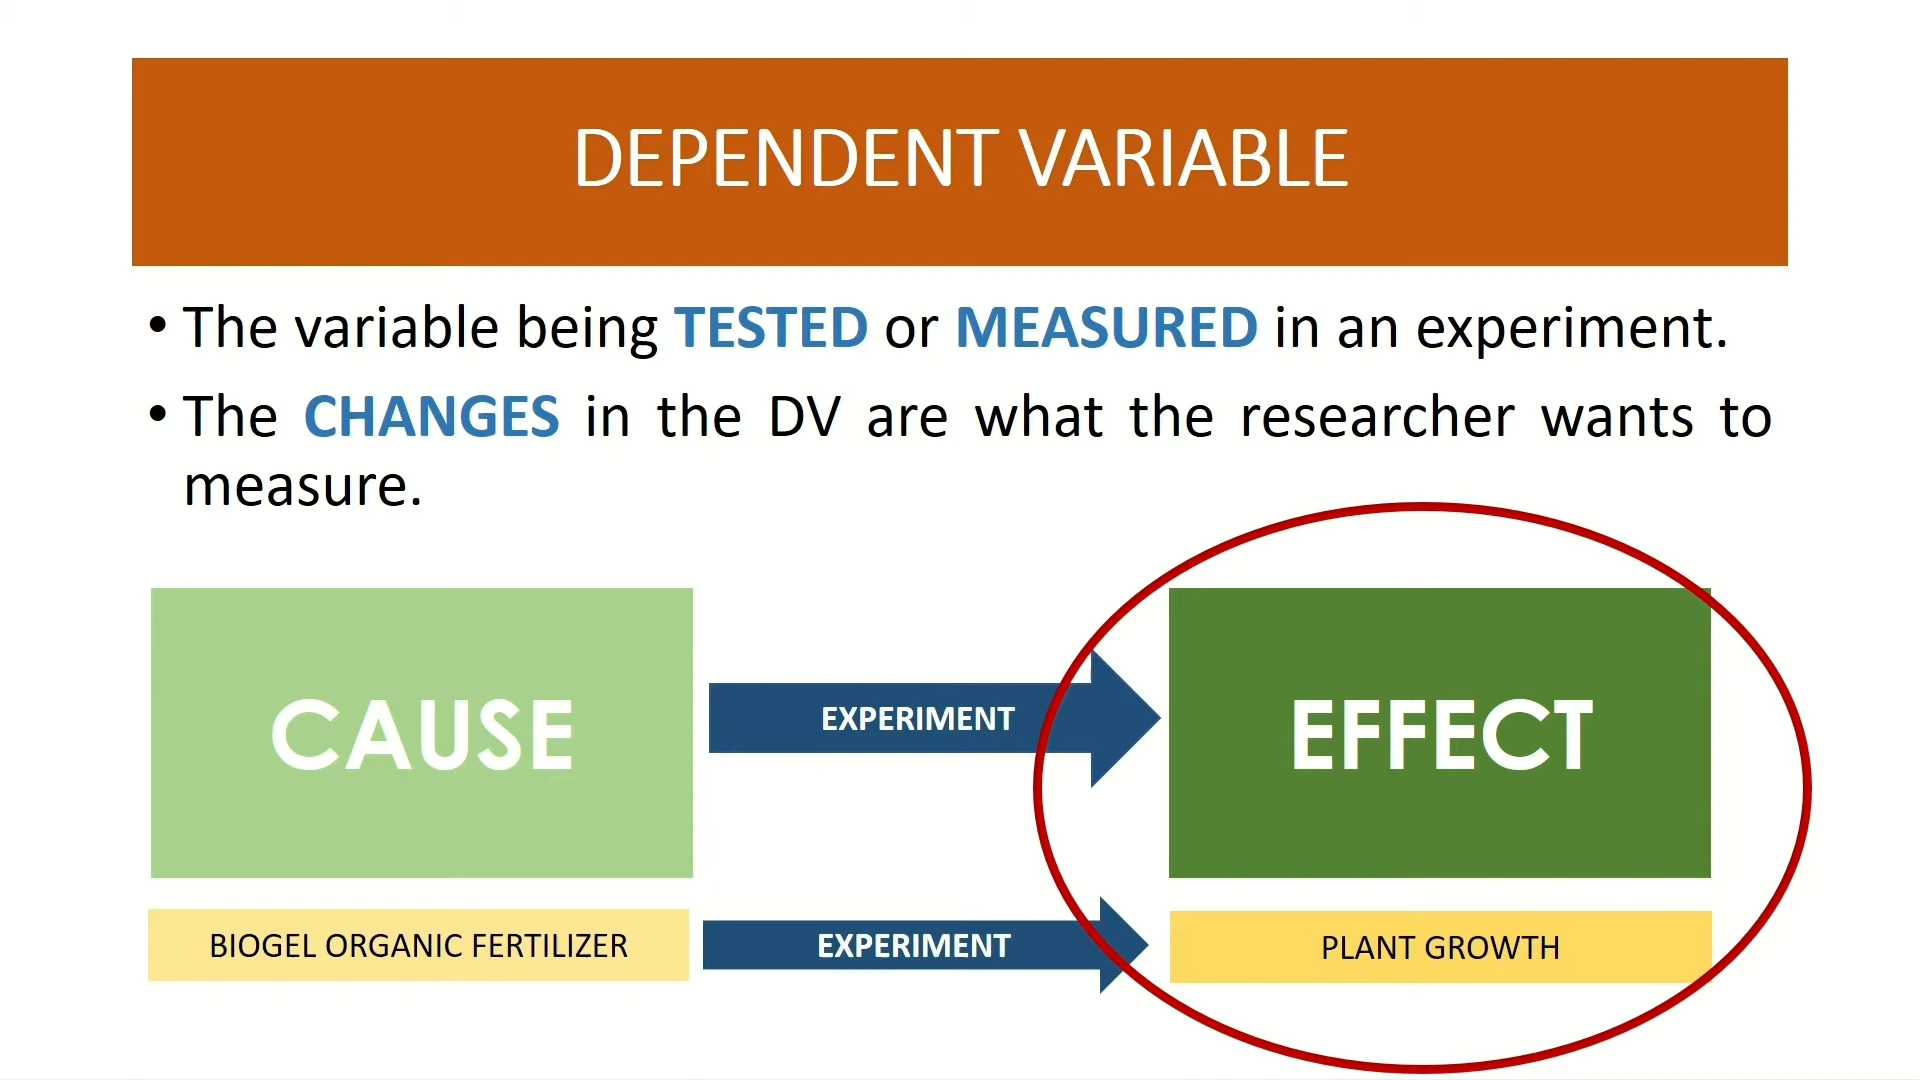 DEPENDENT VARIABLE
• The variable being TESTED or MEASURED in an experiment.
• The CHANGES in the DV are what the researcher wants to
measure.
CAUSE
EXPERIMENT
EFFECT
BIOGEL ORGANIC FERTILIZER
EXPERIMENT
PLANT GROWTH